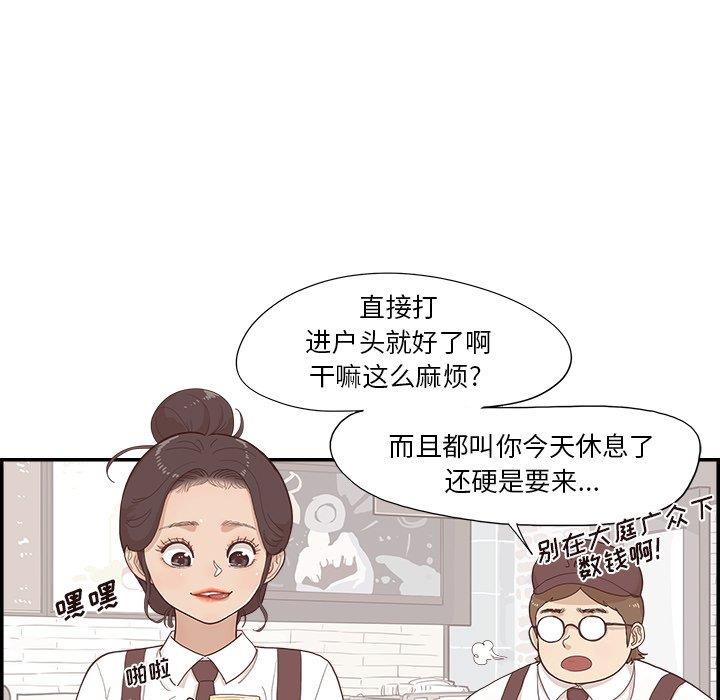 直接打
进户头就好了啊
干嘛这么麻烦?
而且都叫你今天休息了
还硬是要来...
别在大庭广众下
数钱啊!
嘿嘿
啪啦